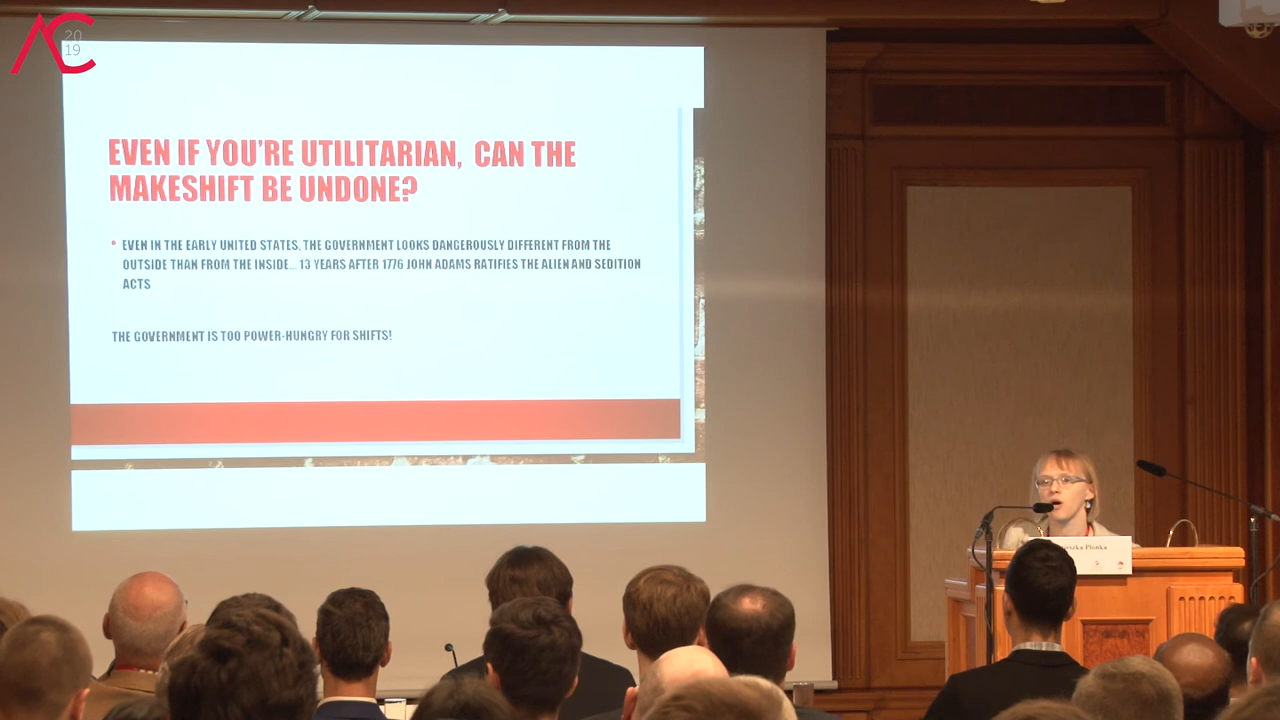 AC
20
19
EVEN IF YOU'RE UTILITARIAN, CAN THE
MAKESHIFT BE UNDONE?
• EVEN IN THE EARLY UNITED STATES, THE GOVERNMENT LOOKS DANGEROUSLY DIFFERENT FROM THE
OUTSIDE THAN FROM THE INSIDE... 13 YEARS AFTER 1776 JOHN ADAMS RATIFIES THE ALIEN AND SEDITION
ACTS
THE GOVERNMENT IS TOO POWER-HUNGRY FOR SHIFTS!
Płonka